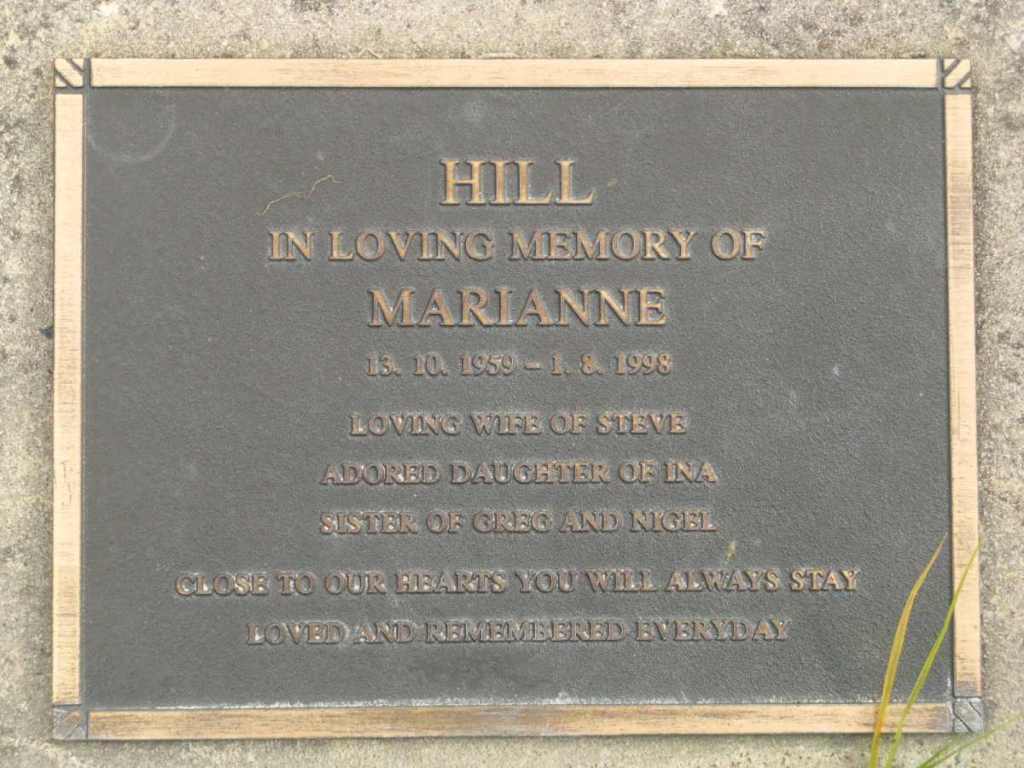 HILL
IN LOVING MEMORY OF
MARIANNE
13. 10. 1959 – 1. 8. 1998
LOVING WIFE OF STEVE
ADORED DAUGHTER OF INA
SISTER OF GREG AND NIGEL
CLOSE TO OUR HEARTS YOU WILL ALWAYS STAY
LOVED AND REMEMBERED EVERYDAY